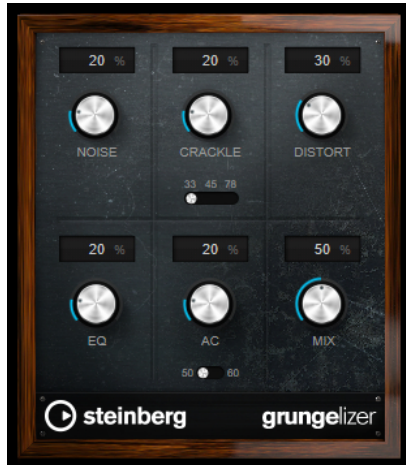 20 % 20 % 30 %
NOISE CRACKLE DISTORT
33 45 78
20 % 20 % 50 %
EQ AC MIX
50 60
steinberg grungelizer